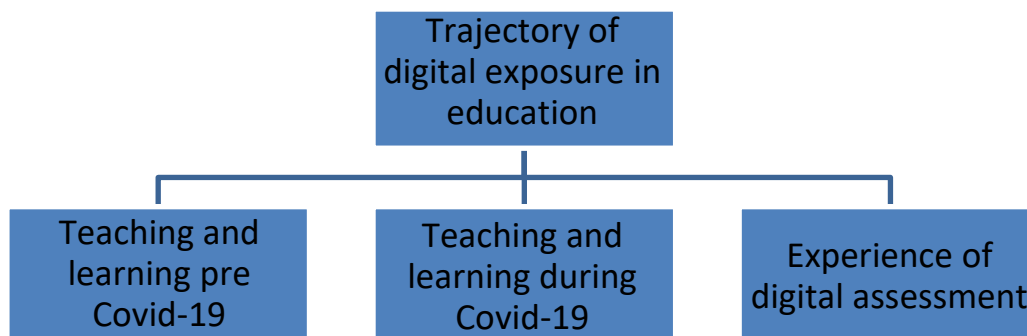 Trajectory of
digital exposure in
education
Teaching and
learning pre
Covid-19
Teaching and
learning during
Covid-19
Experience of
digital assessment